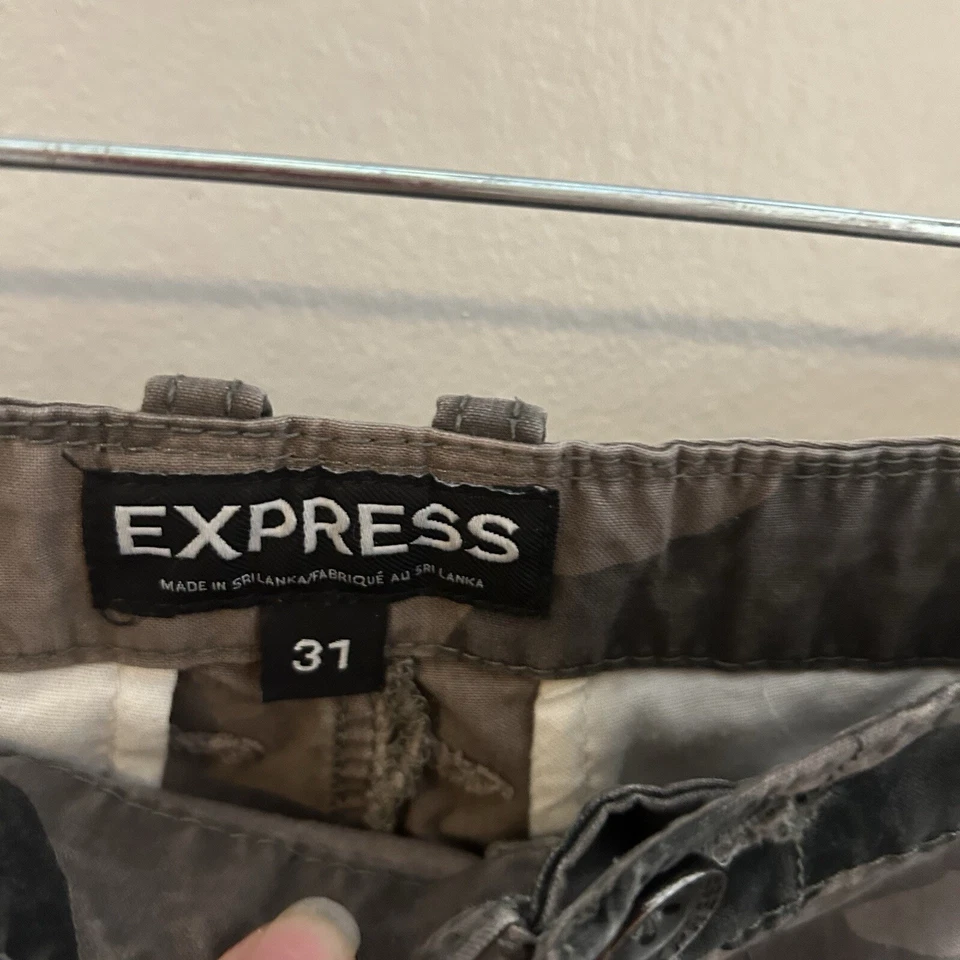 EXPRESS
MADE IN SRI LANKA/FABRIQUÉ AU SRI LANKA
31